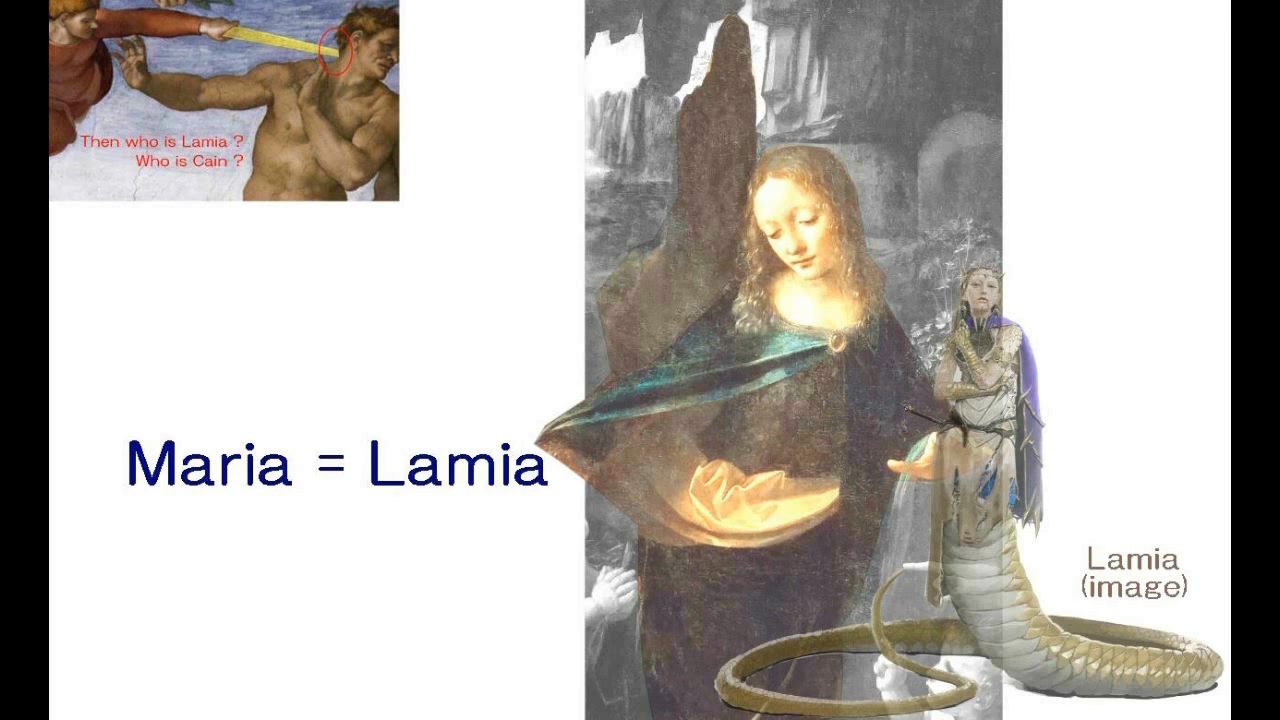 Then who is Lamia ?
Who is Cain ?
Maria = Lamia
Lamia
(image)